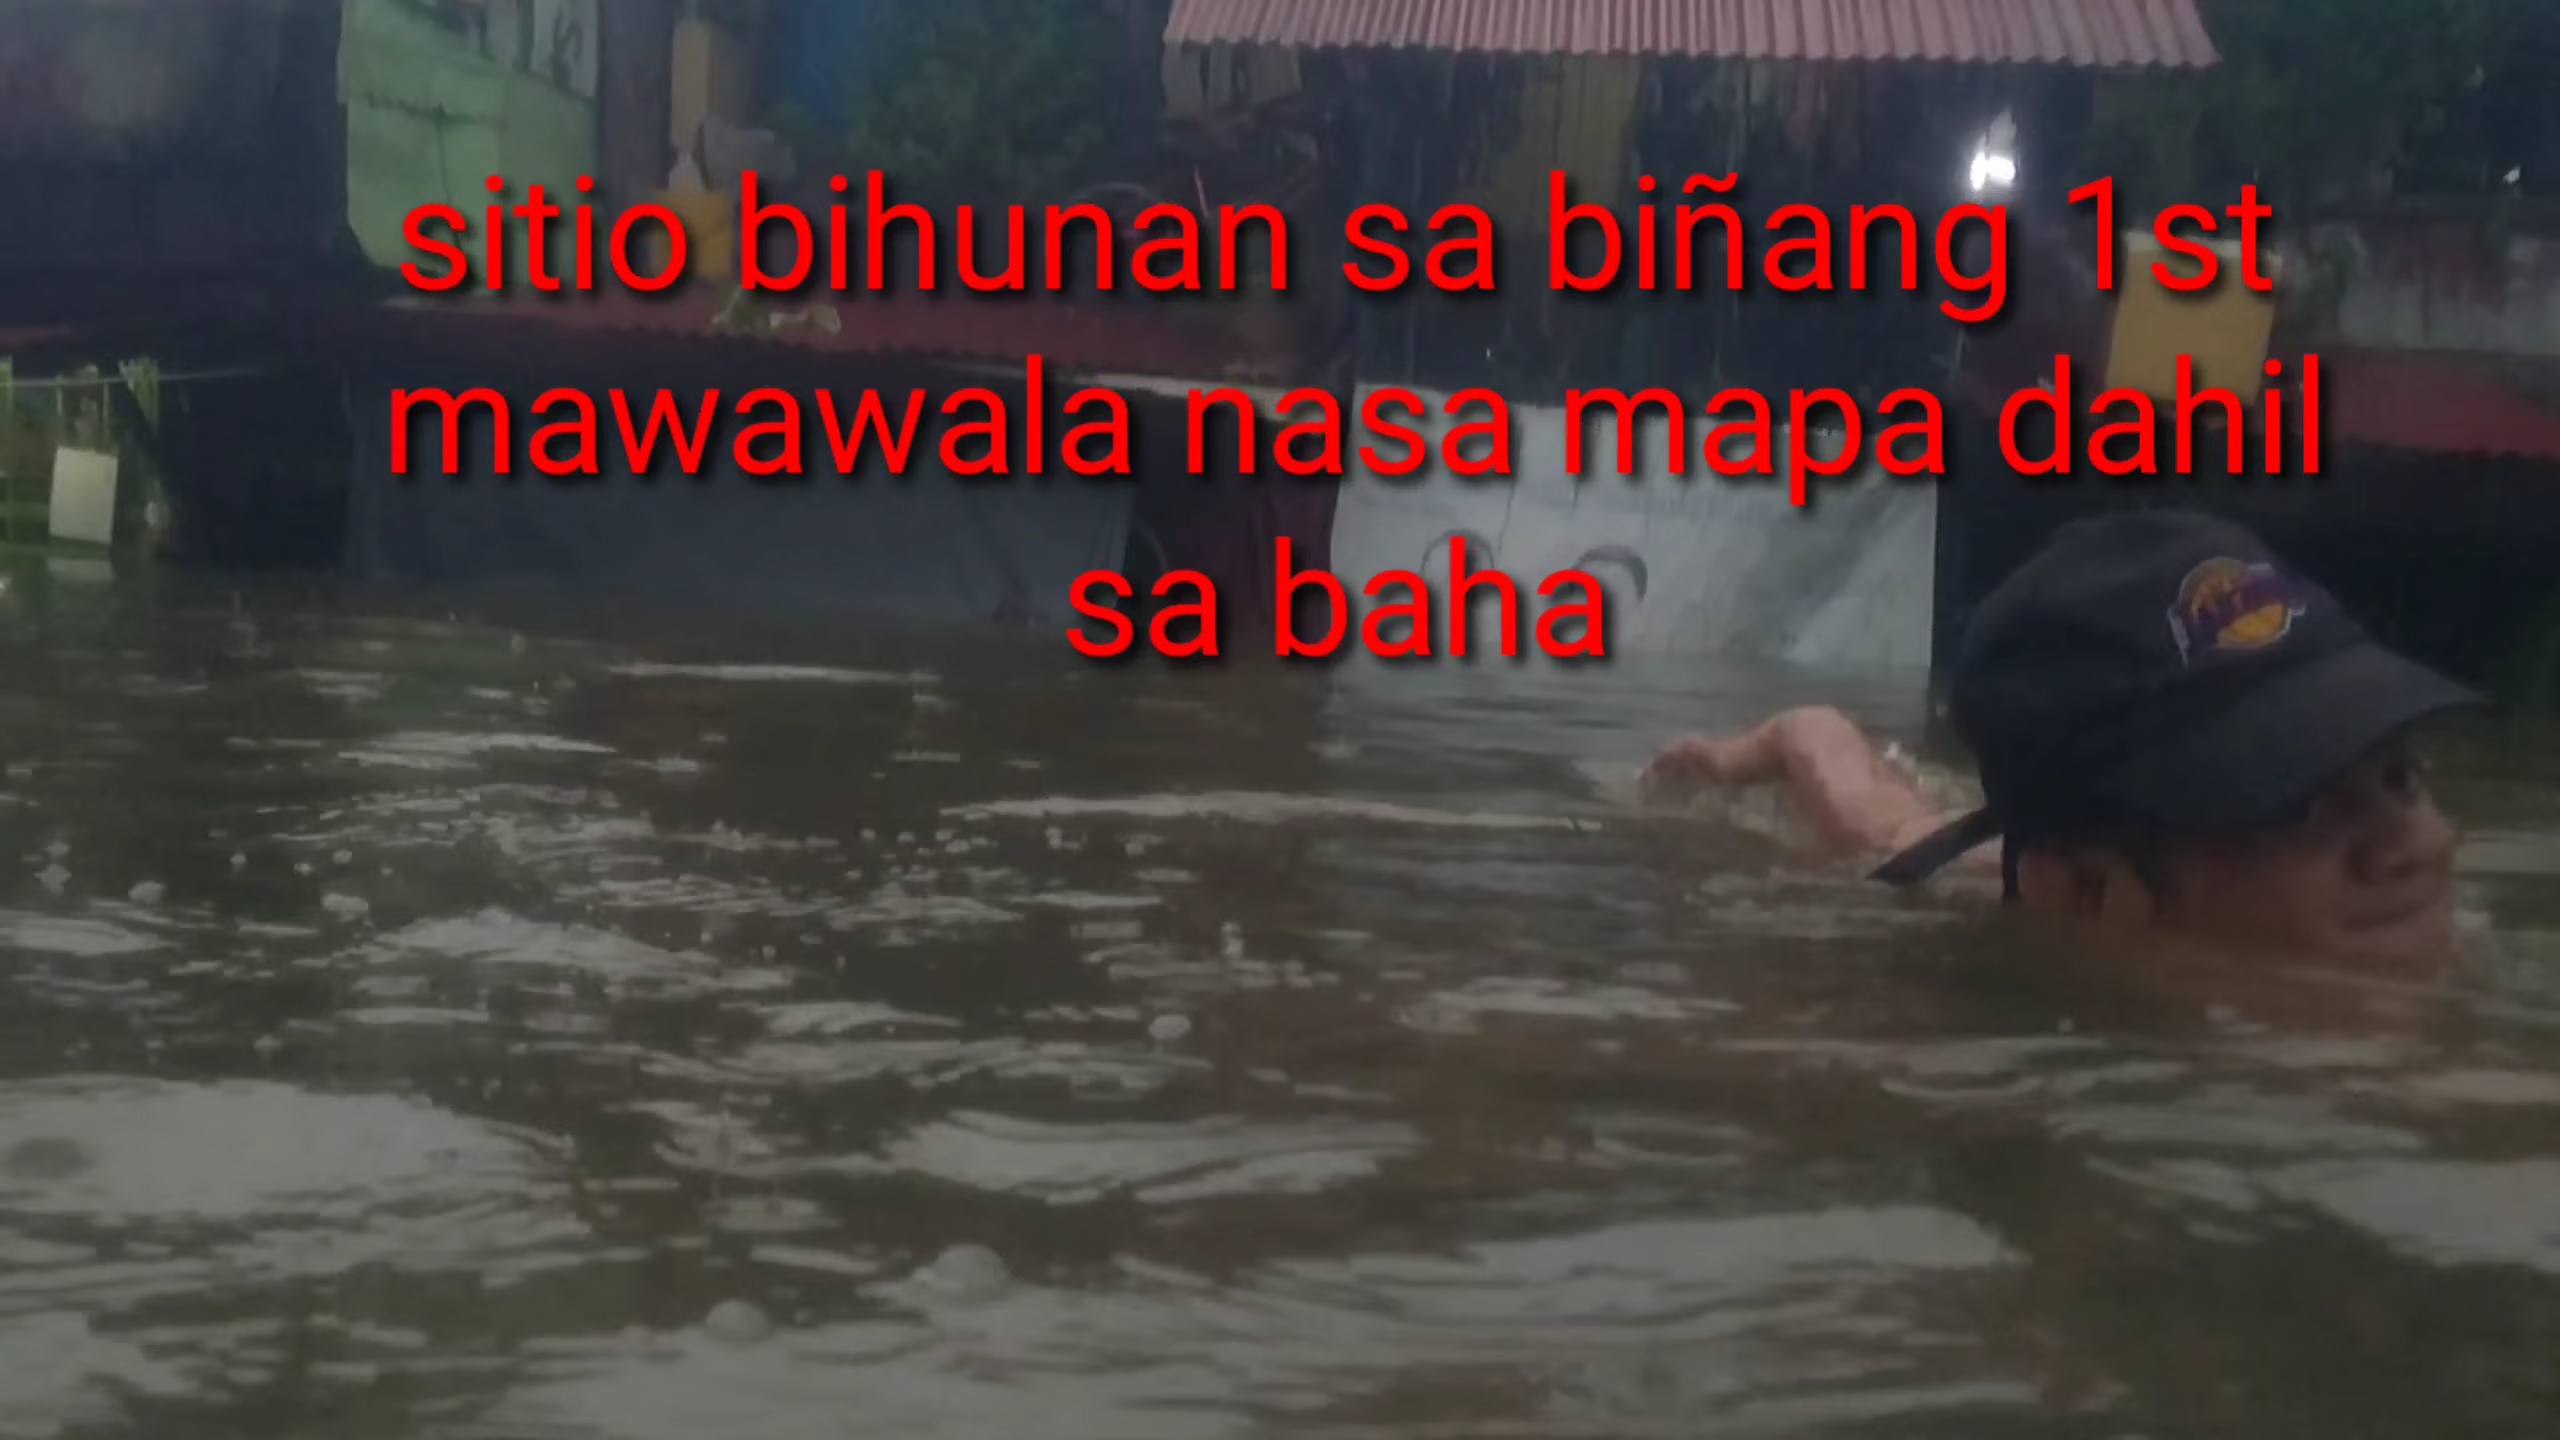 sitio bihunan sa biñang 1st
mawawala nasa mapa dahil
sa baha